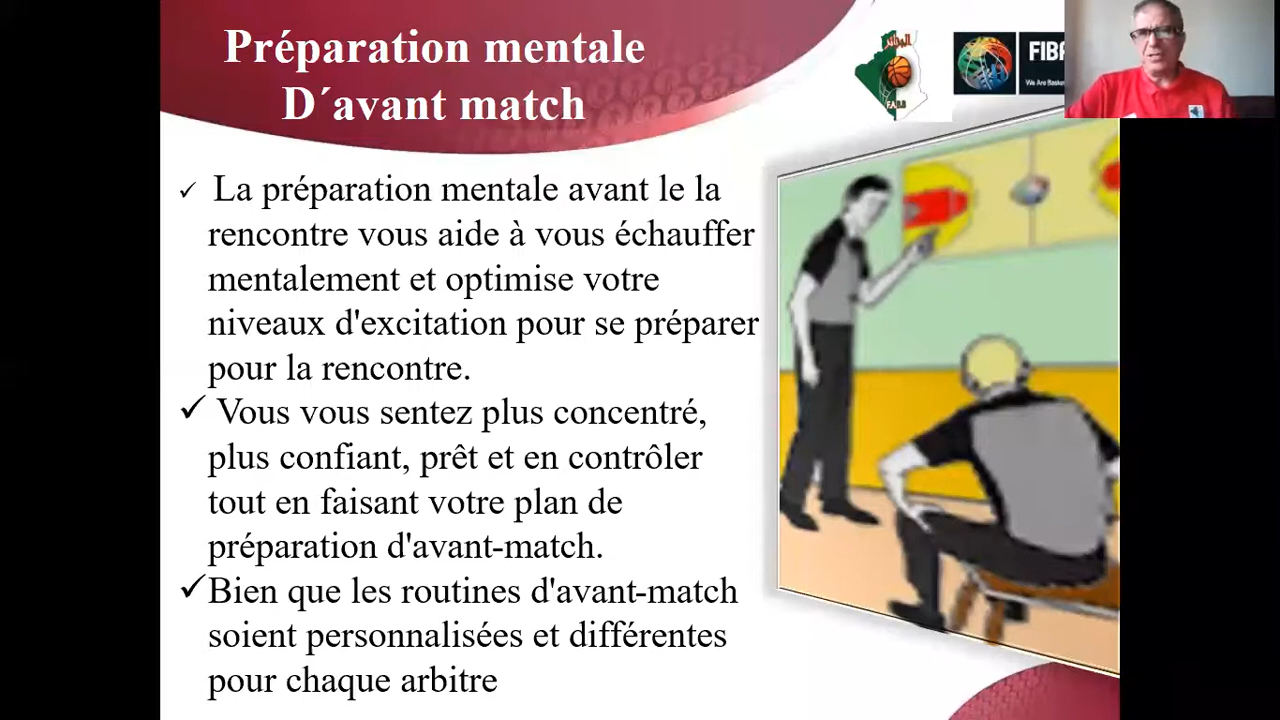 Préparation mentale
D´avant match
الجزائر
F.A.B.B
FIBA
We Are Basket
✓ La préparation mentale avant le la
rencontre vous aide à vous échauffer
mentalement et optimise votre
niveaux d'excitation pour se préparer
pour la rencontre.
✓ Vous vous sentez plus concentré,
plus confiant, prêt et en contrôler
tout en faisant votre plan de
préparation d'avant-match.
✓Bien que les routines d'avant-match
soient personnalisées et différentes
pour chaque arbitre